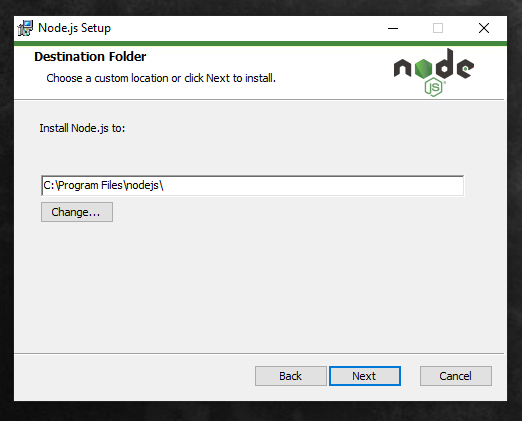 Node.js Setup
Destination Folder
Choose a custom location or click Next to install.
node
JS
Install Node.js to:
C:\Program Files\nodejs\
Change...
Back Next Cancel